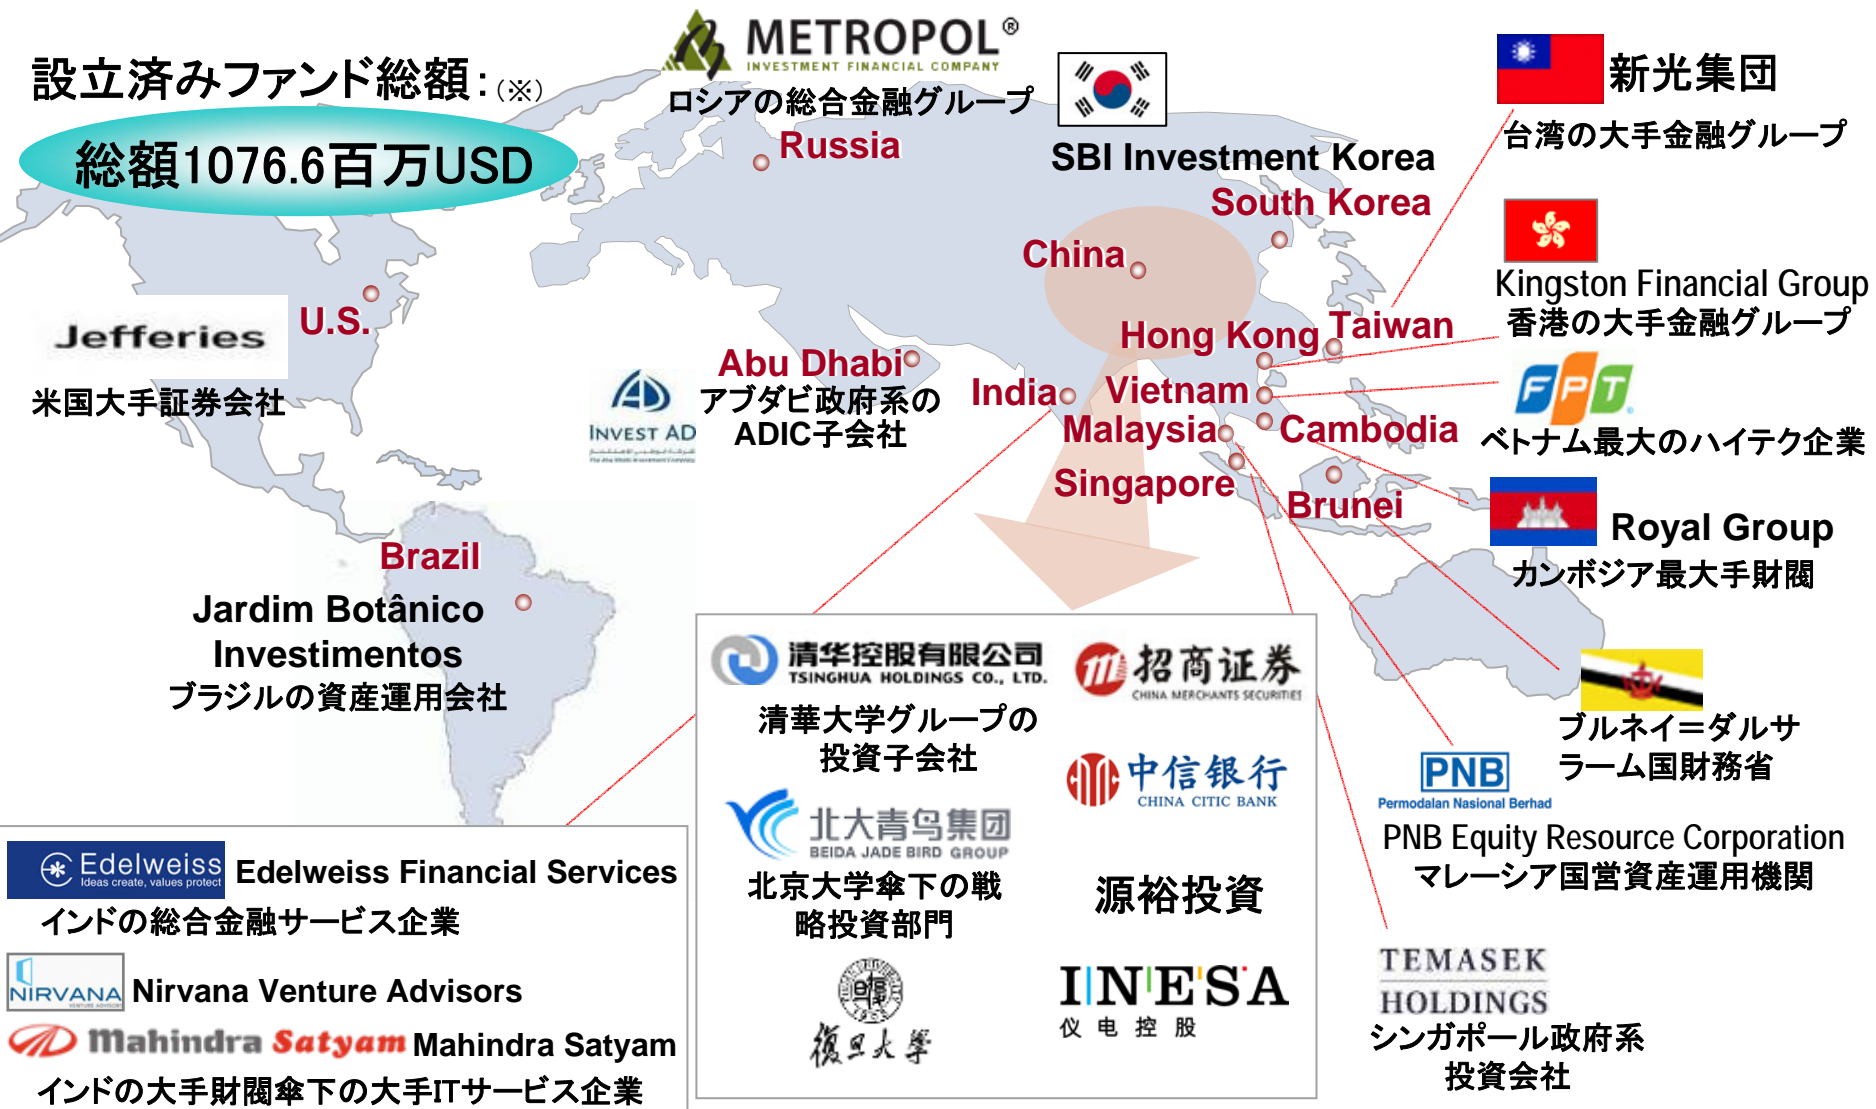 設立済みファンド総額：(※)
総額1076.6百万USD
METROPOL®
INVESTMENT FINANCIAL COMPANY
ロシアの総合金融グループ
Russia
SBI Investment Korea
South Korea
新光集団
台湾の大手金融グループ
Kingston Financial Group
香港の大手金融グループ
FPT
ベトナム最大のハイテク企業
China
U.S.
Jefferies
米国大手証券会社
Hong Kong
Taiwan
Abu Dhabi
INVEST AD
アブダビ政府系の
ADIC子会社
India
Vietnam
Malaysia
Cambodia
Singapore
Brunei
Royal Group
カンボジア最大手財閥
Brazil
Jardim Botânico
Investimentos
ブラジルの資産運用会社
ブルネイ＝ダルサ
ラーム国財務省
PNB
Permodalan Nasional Berhad
PNB Equity Resource Corporation
マレーシア国営資産運用機関
TEMASEK
HOLDINGS
シンガポール政府系
投資会社
清华控股有限公司
TSINGHUA HOLDINGS CO., LTD.
清華大学グループの
投資子会社
北大青鸟集团
BEIDA JADE BIRD GROUP
北京大学傘下の戦
略投資部門
復旦大學
招商证券
CHINA MERCHANTS SECURITIES
中信银行
CHINA CITIC BANK
源裕投資
INESA
仪电控股
Edelweiss
Ideas create, values protect
Edelweiss Financial Services
インドの総合金融サービス企業
NIRVANA
VENTURE ADVISORS
Nirvana Venture Advisors
Mahindra Satyam
Mahindra Satyam
インドの大手財閥傘下の大手ITサービス企業